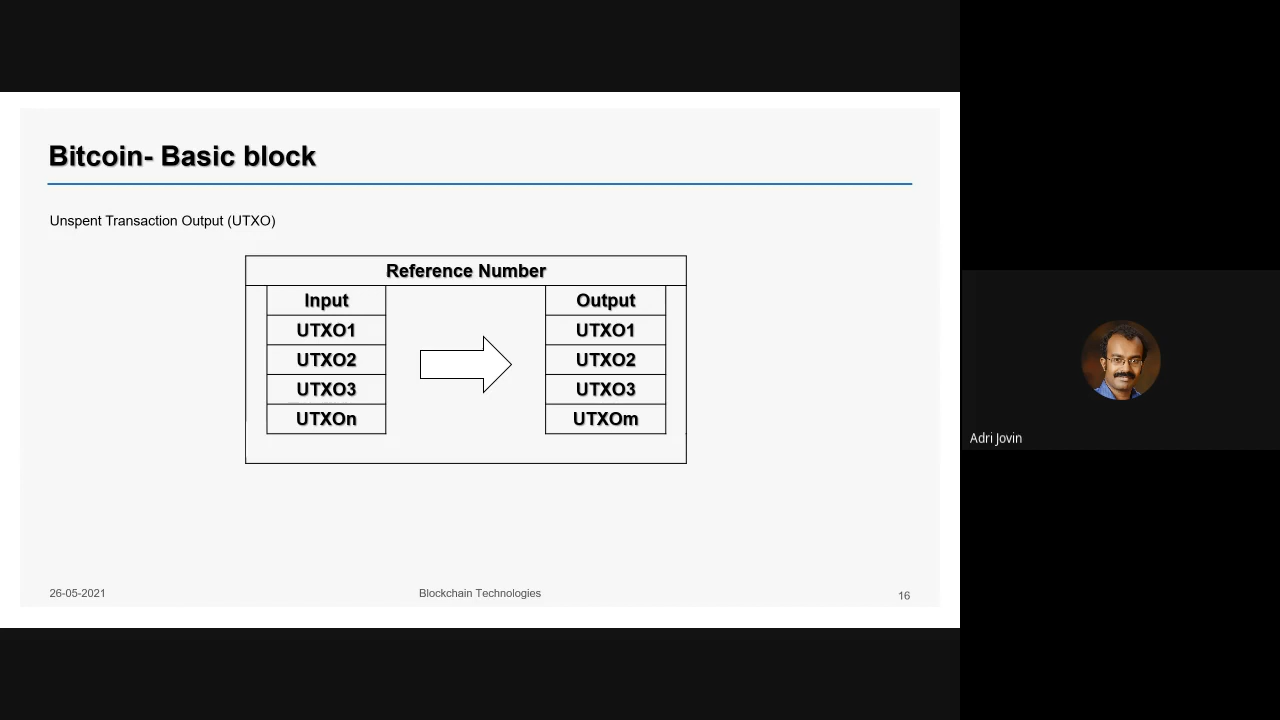 Bitcoin- Basic block
Unspent Transaction Output (UTXO)
Reference Number
Input Output
UTXO1 UTXO1
UTXO2 UTXO2
UTXO3 UTXO3
UTXOn UTXOm
26-05-2021 Blockchain Technologies 16
Adri Jovin